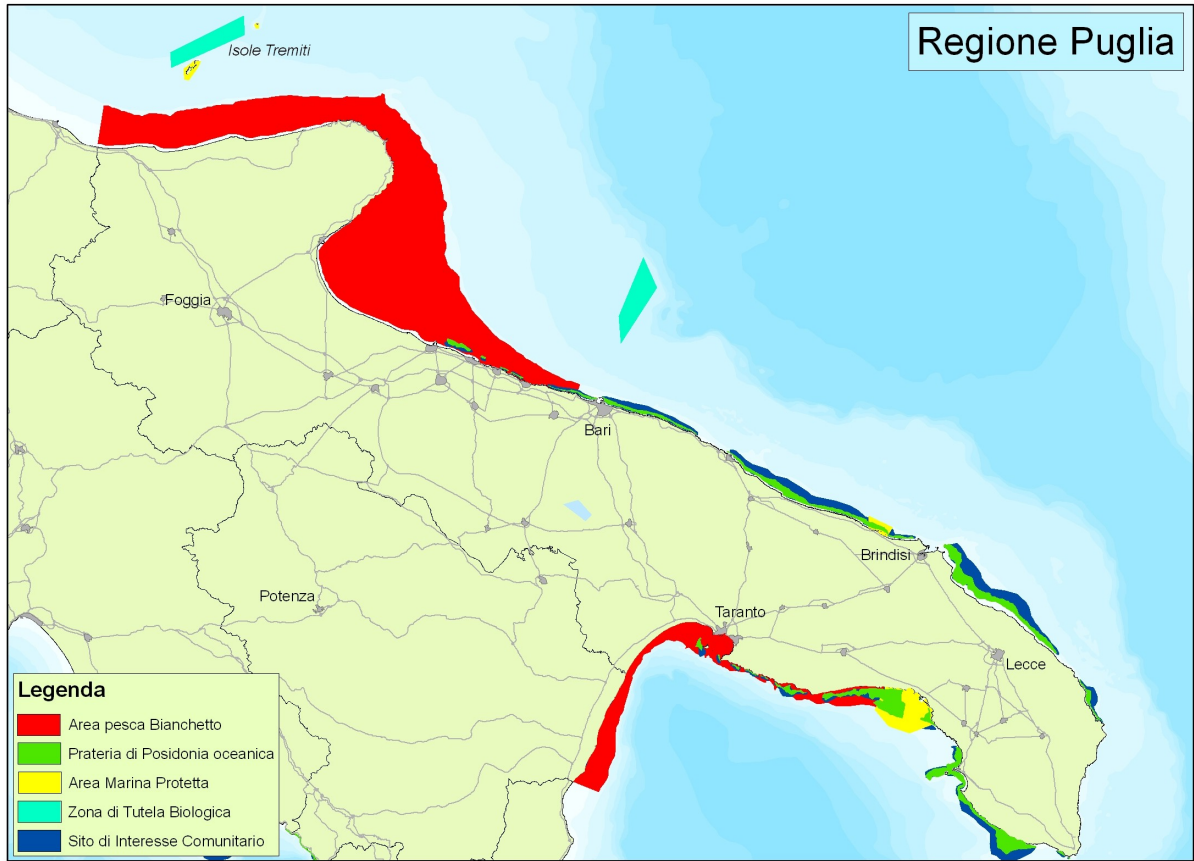 Isole Tremiti
Regione Puglia
Foggia
Bari
Brindisi
Potenza
Taranto
Lecce
Legenda
Area pesca Bianchetto
Prateria di Posidonia oceanica
Area Marina Protetta
Zona di Tutela Biologica
Sito di Interesse Comunitario